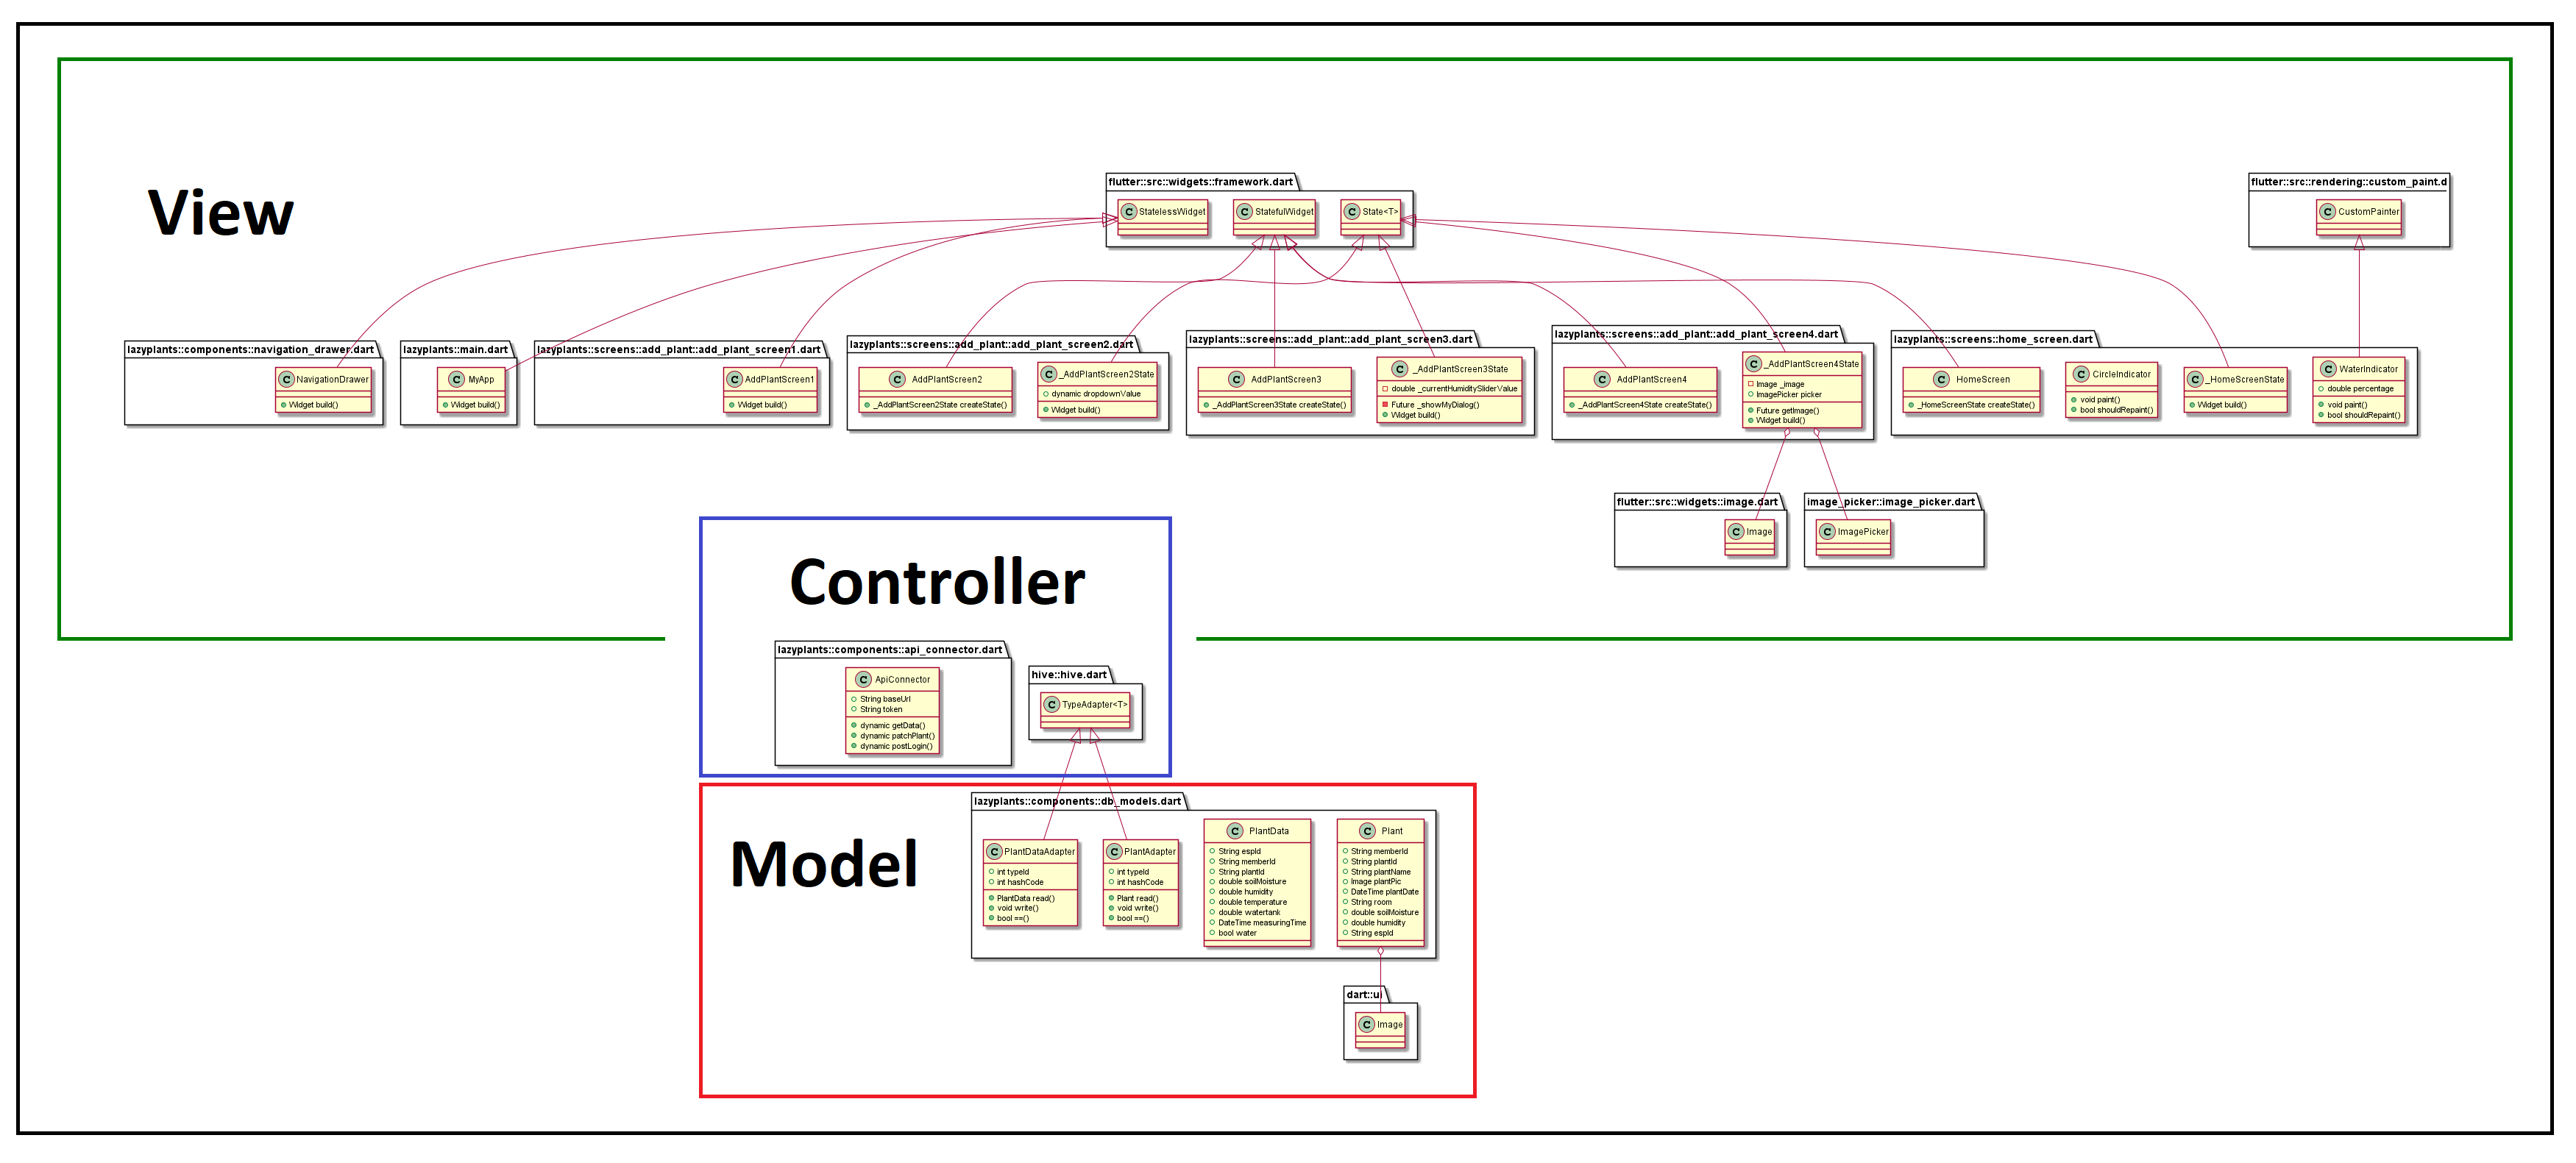 View
flutter::src::widgets::framework.dart
C StatelessWidget
C StatefulWidget
C State<T>
flutter::src::rendering::custom_paint.d
C CustomPainter
lazyplants::components::navigation_drawer.dart
C NavigationDrawer
Widget build()
lazyplants::main.dart
C MyApp
Widget build()
lazyplants::screens::add_plant::add_plant_screen1.dart
C AddPlantScreen1
Widget build()
lazyplants::screens::add_plant::add_plant_screen2.dart
C AddPlantScreen2
_AddPlantScreen2State createState()
C _AddPlantScreen2State
dynamic dropdownValue
Widget build()
lazyplants::screens::add_plant::add_plant_screen3.dart
C AddPlantScreen3
_AddPlantScreen3State createState()
C _AddPlantScreen3State
double _currentHumiditySliderValue
Future _showMyDialog()
Widget build()
lazyplants::screens::add_plant::add_plant_screen4.dart
C AddPlantScreen4
_AddPlantScreen4State createState()
C _AddPlantScreen4State
Image _image
ImagePicker picker
Future getImage()
Widget build()
lazyplants::screens::home_screen.dart
C HomeScreen
_HomeScreenState createState()
C CircleIndicator
void paint()
bool shouldRepaint()
C _HomeScreenState
Widget build()
C WaterIndicator
double percentage
void paint()
bool shouldRepaint()
flutter::src::widgets::image.dart
C Image
image_picker::image_picker.dart
C ImagePicker
Controller
lazyplants::components::api_connector.dart
C ApiConnector
String baseUrl
String token
dynamic getData()
dynamic patchPlant()
dynamic postLogin()
hive::hive.dart
C TypeAdapter<T>
Model
lazyplants::components::db_models.dart
C PlantDataAdapter
int typeId
int hashCode
PlantData read()
void write()
bool ==()
C PlantAdapter
int typeId
int hashCode
Plant read()
void write()
bool ==()
C PlantData
String espId
String memberId
String plantId
double soilMoisture
double humidity
double temperature
double watertank
DateTime measuringTime
bool water
C Plant
String memberId
String plantId
String plantName
Image plantPic
DateTime plantDate
String room
double soilMoisture
double humidity
String espId
dart::ui
C Image